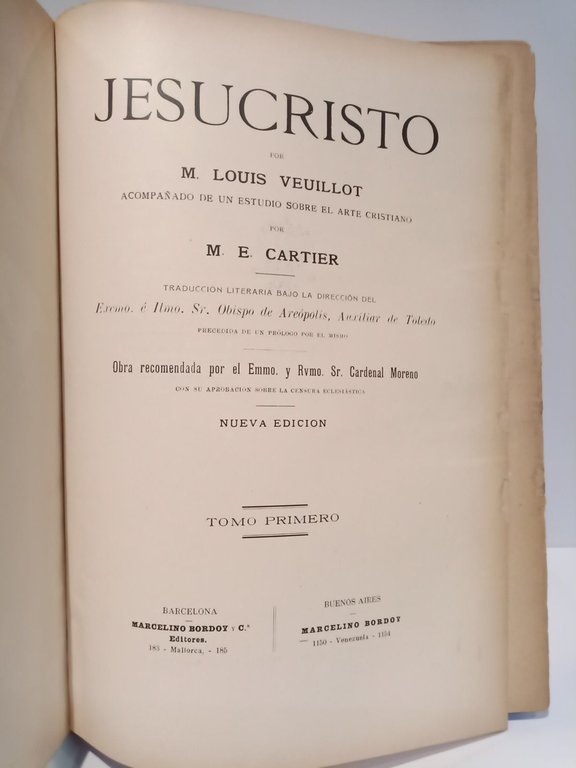 JESUCRISTO
POR
M. LOUIS VEUILLOT
ACOMPAÑADO DE UN ESTUDIO SOBRE EL ARTE CRISTIANO
POR
M. E. CARTIER
TRADUCCION LITERARIA BAJO LA DIRECCIÓN DEL
Excmo. é Ilmo. Sr. Obispo de Areópolis, Auxiliar de Toledo
PRECEDIDA DE UN PRÓLOGO POR EL MISMO
Obra recomendada por el Emmo. y Rvmo. Sr. Cardenal Moreno
CON SU APROBACIÓN SOBRE LA CENSURA ECLESIÁSTICA
NUEVA EDICION
TOMO PRIMERO
BARCELONA
MARCELINO BORDOY Y C.ª
Editores.
183 - Mallorca, - 185
BUENOS AIRES
MARCELINO BORDOY
1150 - Venezuela - 1154